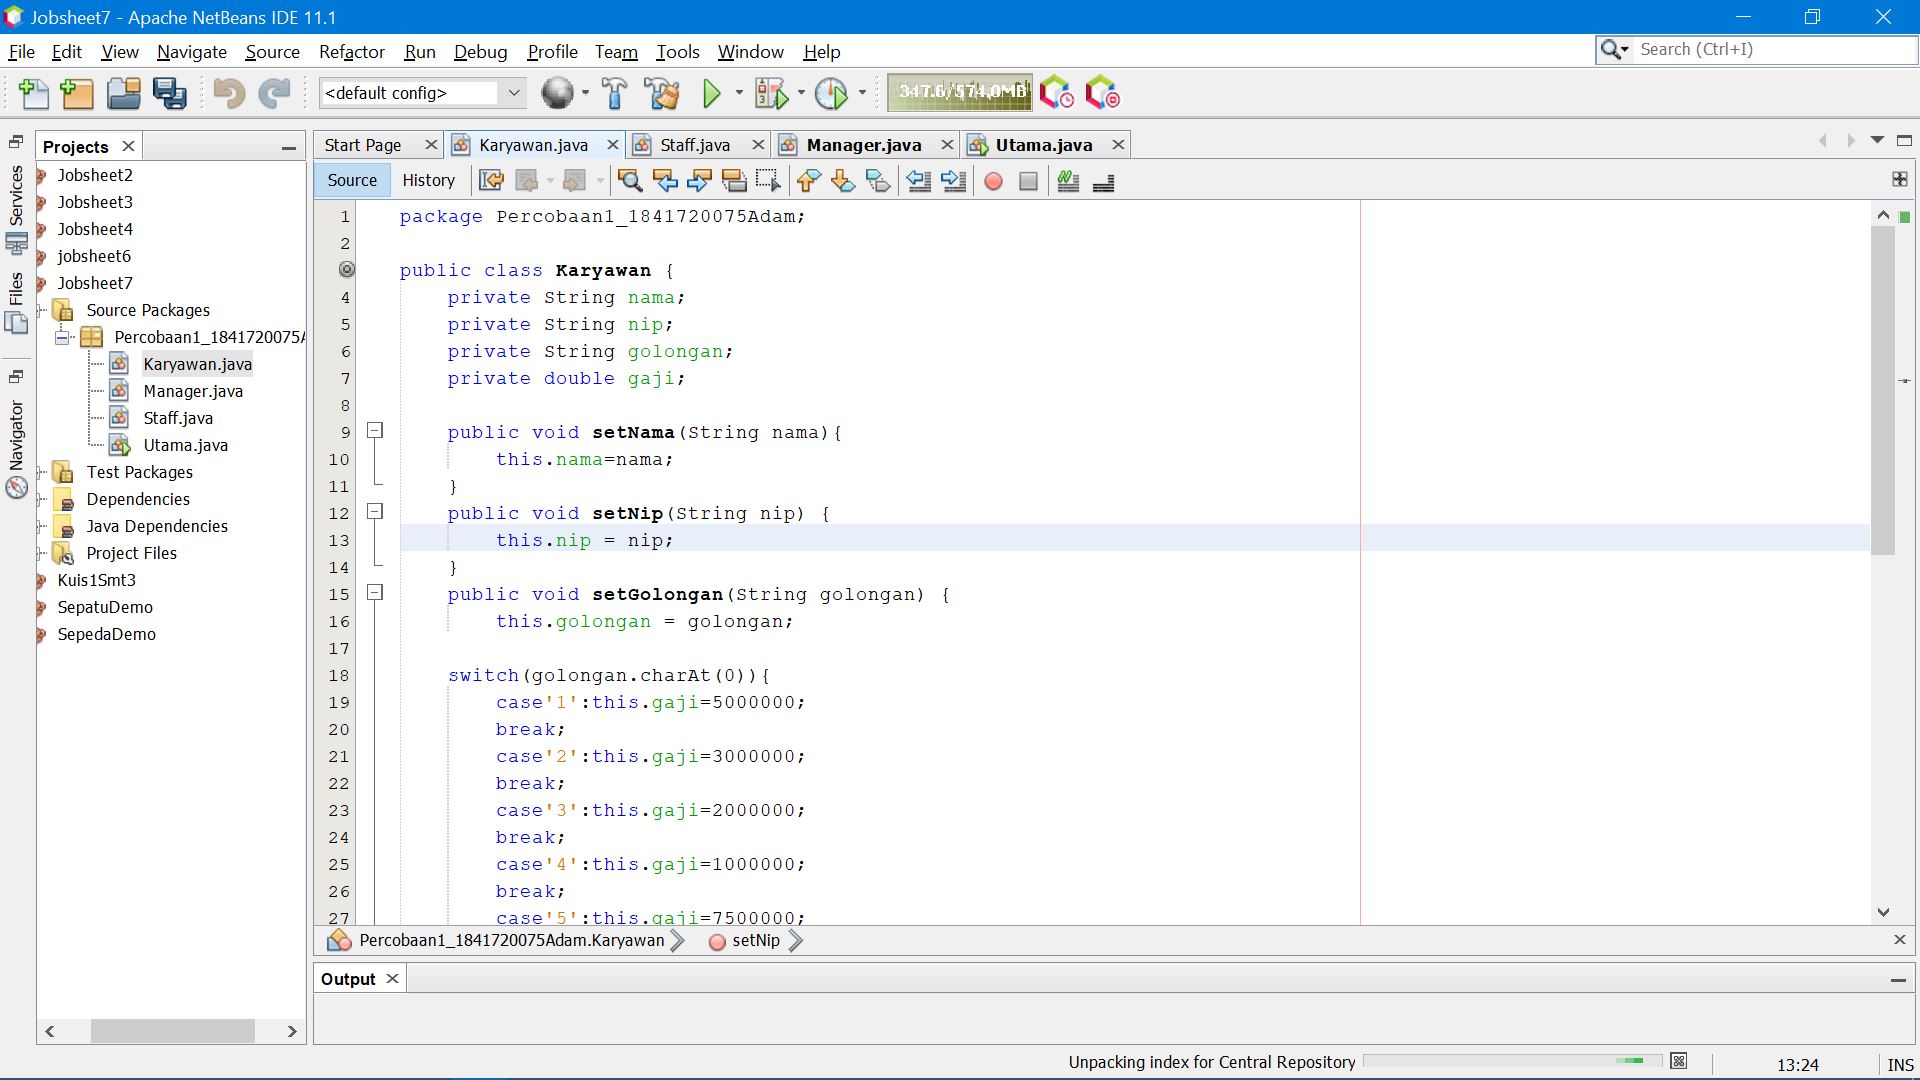 Jobsheet7 - Apache NetBeans IDE 11.1
File Edit View Navigate Source Refactor Run Debug Profile Team Tools Window Help
Search (Ctrl+I)
<default config>
347.6/574.0MB
Services
Files
Navigator
Projects
Jobsheet2
Jobsheet3
Jobsheet4
jobsheet6
Jobsheet7
Source Packages
Percobaan1_1841720075A
Karyawan.java
Manager.java
Staff.java
Utama.java
Test Packages
Dependencies
Java Dependencies
Project Files
Kuis1Smt3
SepatuDemo
SepedaDemo
Start Page Karyawan.java Staff.java Manager.java Utama.java
Source History
1 package Percobaan1_1841720075Adam;
2
public class Karyawan {
4 private String nama;
5 private String nip;
6 private String golongan;
7 private double gaji;
8
9 public void setNama(String nama){
10 this.nama=nama;
11 }
12 public void setNip(String nip) {
13 this.nip = nip;
14 }
15 public void setGolongan(String golongan) {
16 this.golongan = golongan;
17
18 switch(golongan.charAt(0)){
19 case'1':this.gaji=5000000;
20 break;
21 case'2':this.gaji=3000000;
22 break;
23 case'3':this.gaji=2000000;
24 break;
25 case'4':this.gaji=1000000;
26 break;
27 case'5':this.gaji=7500000;
Percobaan1_1841720075Adam.Karyawan setNip
Output
Unpacking index for Central Repository 13:24 INS